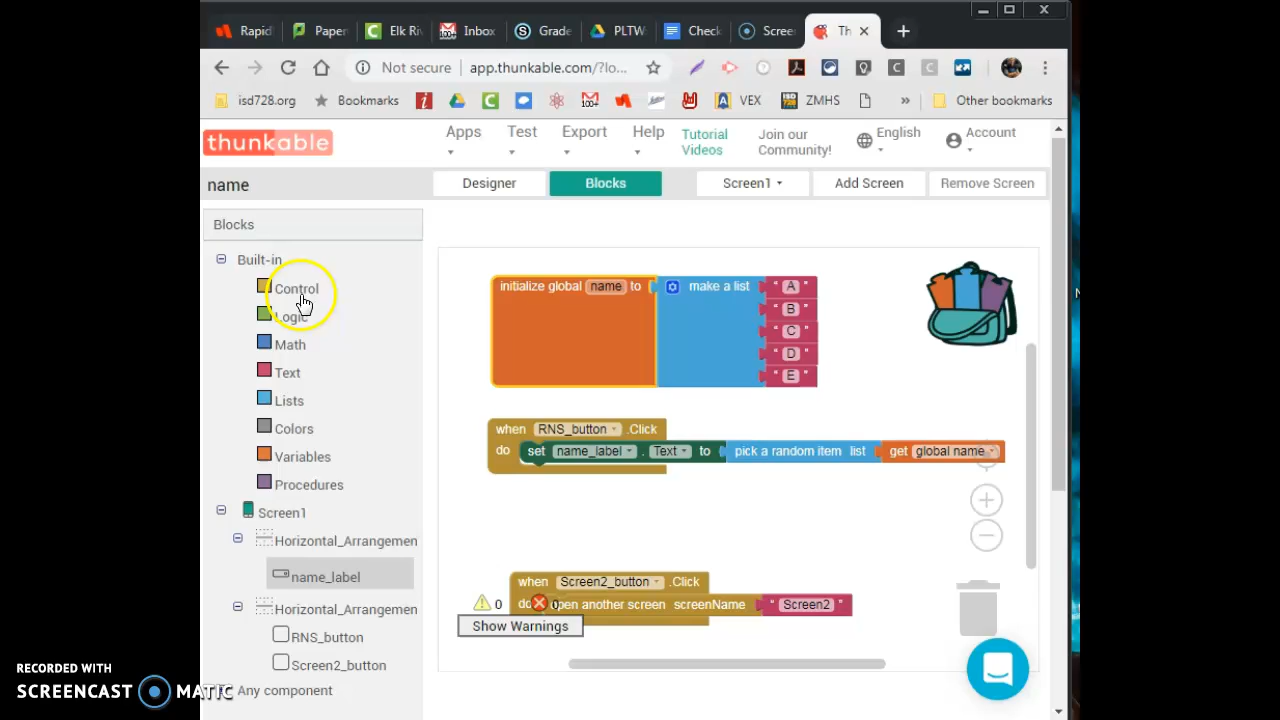 Rapid
Paper
Elk Riv
Inbox
Grade
PLTW
Check
Scree
Th
Not secure
app.thunkable.com/?lo...
isd728.org
Bookmarks
100+
VEX
ZMHS
»
Other bookmarks
thunkable
Apps
Test
Export
Help
Tutorial Videos
Join our Community!
English
Account
name
Designer
Blocks
Screen1
Add Screen
Remove Screen
Blocks
Built-in
Control
Logic
Math
Text
Lists
Colors
Variables
Procedures
Screen1
Horizontal_Arrangemen
name_label
Horizontal_Arrangemen
RNS_button
Screen2_button
Any component
initialize global name to make a list " A "
" B "
" C "
" D "
" E "
when RNS_button .Click
do set name_label . Text to pick a random item list get global name
when Screen2_button .Click
do open another screen screenName " Screen2 "
0 0
Show Warnings
RECORDED WITH
SCREENCAST MATIC